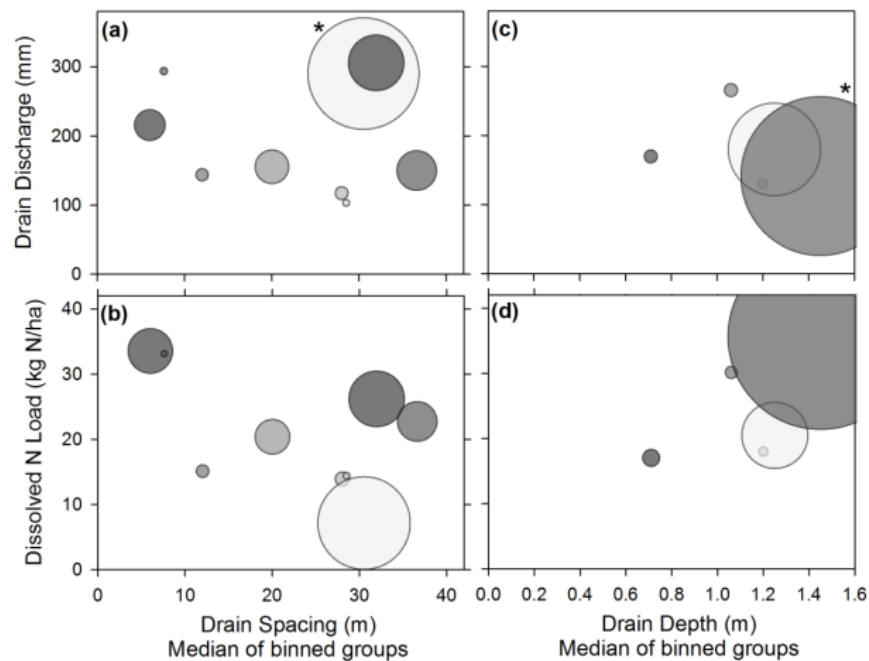 (a)
*
(c)
*
Drain Discharge (mm)
300
200
100
0
(b)
(d)
Dissolved N Load (kg N/ha)
40
30
20
10
0
0 10 20 30 40
0.0 0.2 0.4 0.6 0.8 1.0 1.2 1.4 1.6
Drain Spacing (m)
Median of binned groups
Drain Depth (m)
Median of binned groups